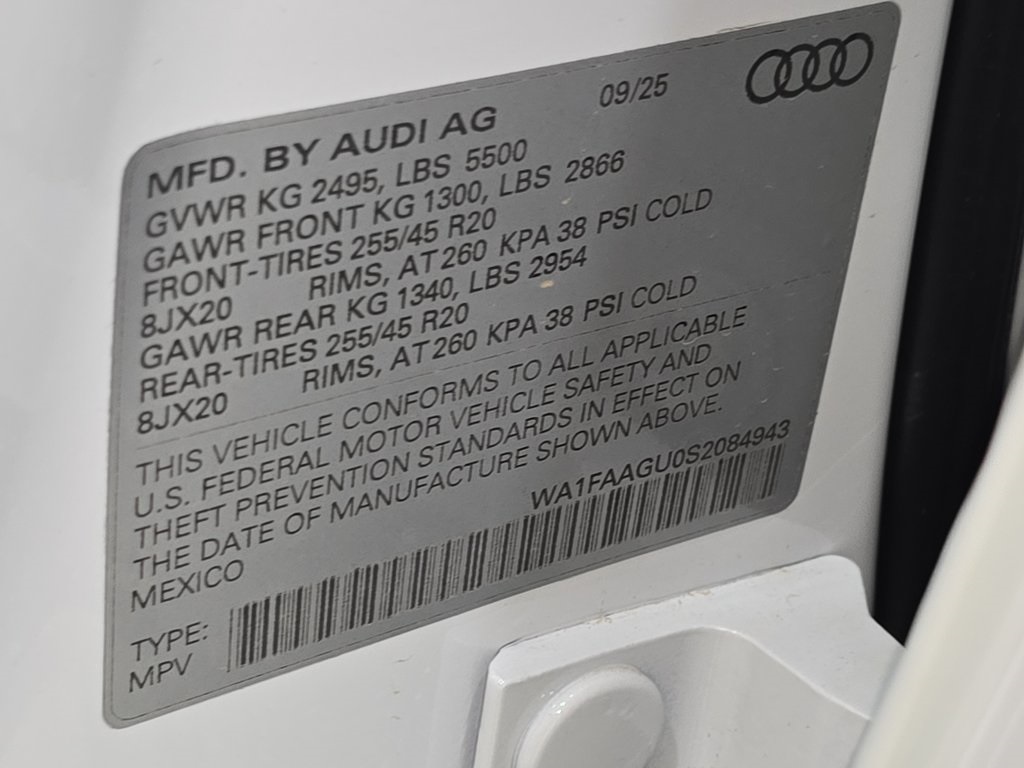 09/25
MFD. BY AUDI AG
GVWR KG 2495, LBS 5500
GAWR FRONT KG 1300, LBS 2866
FRONT-TIRES 255/45 R20
8JX20 RIMS, AT 260 KPA 38 PSI COLD
GAWR REAR KG 1340, LBS 2954
REAR-TIRES 255/45 R20
8JX20 RIMS, AT 260 KPA 38 PSI COLD
THIS VEHICLE CONFORMS TO ALL APPLICABLE
U.S. FEDERAL MOTOR VEHICLE SAFETY AND
THEFT PREVENTION STANDARDS IN EFFECT ON
THE DATE OF MANUFACTURE SHOWN ABOVE.
MEXICO
WA1FAAGU0S2084943
TYPE:
MPV